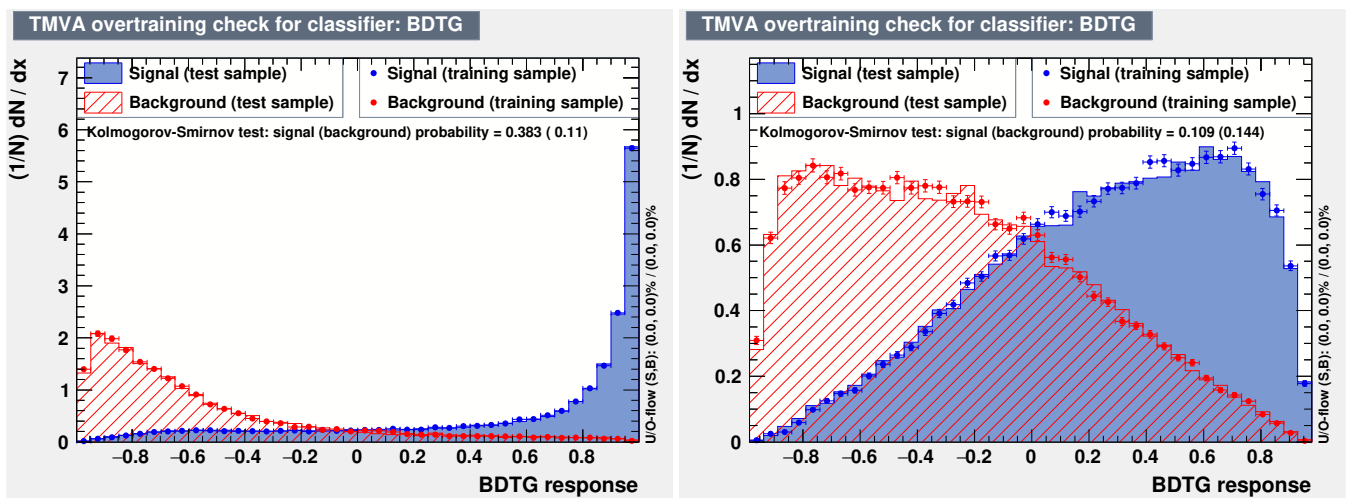 TMVA overtraining check for classifier: BDTG
(1/N) dN / dx
Signal (test sample)
Background (test sample)
Signal (training sample)
Background (training sample)
Kolmogorov-Smirnov test: signal (background) probability = 0.383 ( 0.11)
7
6
5
4
3
2
1
0
−0.8 −0.6 −0.4 −0.2 0 0.2 0.4 0.6 0.8
BDTG response
U/O-flow (S,B): (0.0, 0.0)% / (0.0, 0.0)%
TMVA overtraining check for classifier: BDTG
(1/N) dN / dx
Signal (test sample)
Background (test sample)
Signal (training sample)
Background (training sample)
Kolmogorov-Smirnov test: signal (background) probability = 0.109 (0.144)
1
0.8
0.6
0.4
0.2
0
−0.8 −0.6 −0.4 −0.2 0 0.2 0.4 0.6 0.8
BDTG response
U/O-flow (S,B): (0.0, 0.0)% / (0.0, 0.0)%